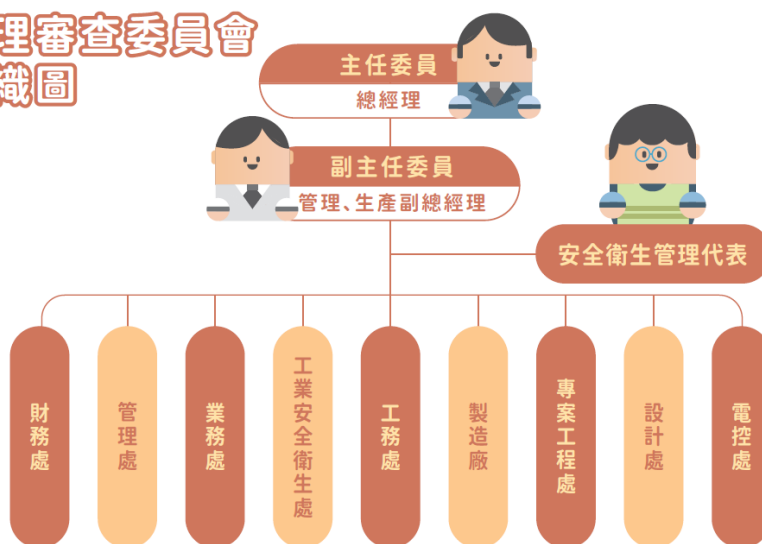 理審查委員會
織圖
主任委員
總經理
副主任委員
管理、生產副總經理
安全衛生管理代表
財務處
管理處
業務處
工業安全衛生處
工務處
製造廠
專案工程處
設計處
電控處